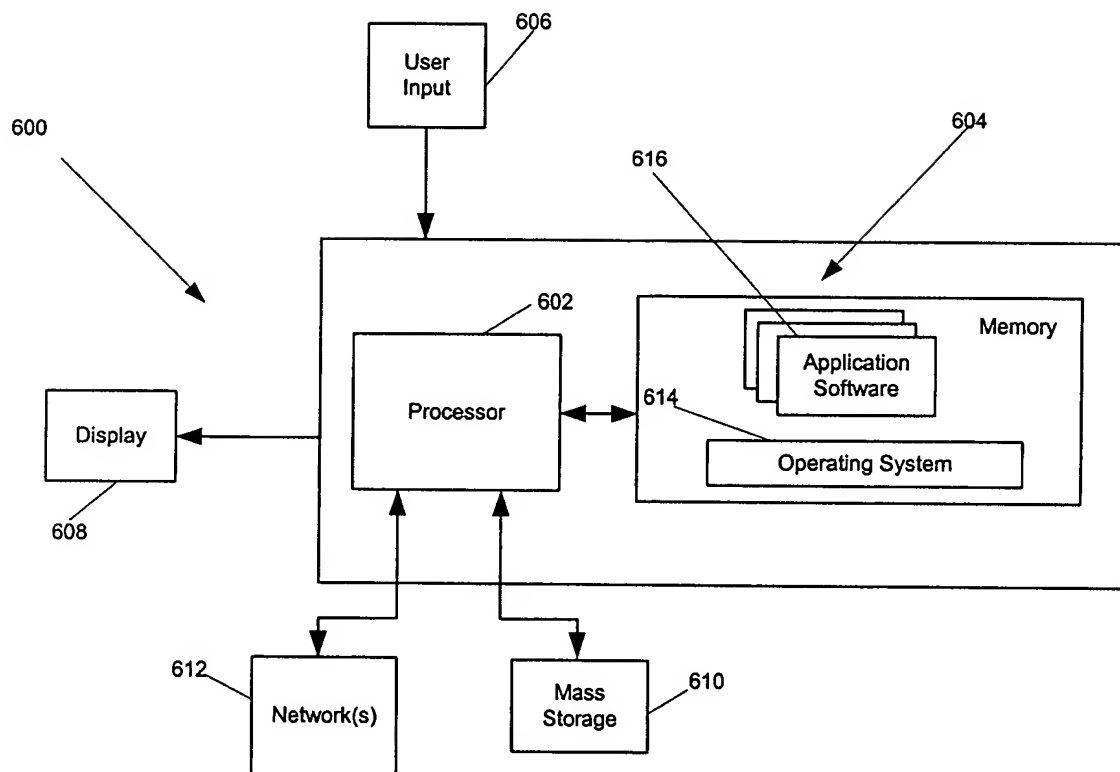 606
User
Input
600
604
616
602
Memory
Application
Software
Processor
614
Display
Operating System
608
612
Network(s)
Mass
Storage
610